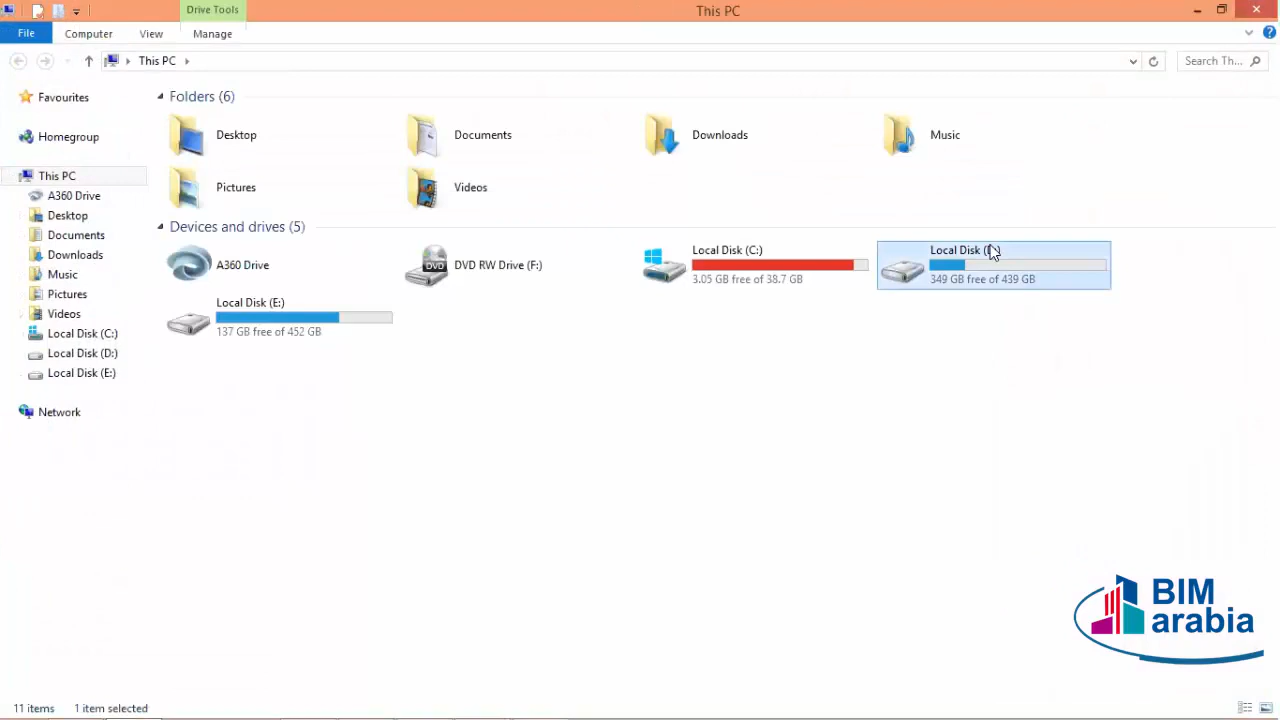 Drive Tools
This PC
File
Computer
View
Manage
This PC
Search Th...
Favourites
Homegroup
This PC
A360 Drive
Desktop
Documents
Downloads
Music
Pictures
Videos
Local Disk (C:)
Local Disk (D:)
Local Disk (E:)
Network
Folders (6)
Desktop
Documents
Downloads
Music
Pictures
Videos
Devices and drives (5)
A360 Drive
DVD
DVD RW Drive (F:)
Local Disk (C:)
3.05 GB free of 38.7 GB
Local Disk
349 GB free of 439 GB
Local Disk (E:)
137 GB free of 452 GB
BIM
arabia
11 items
1 item selected